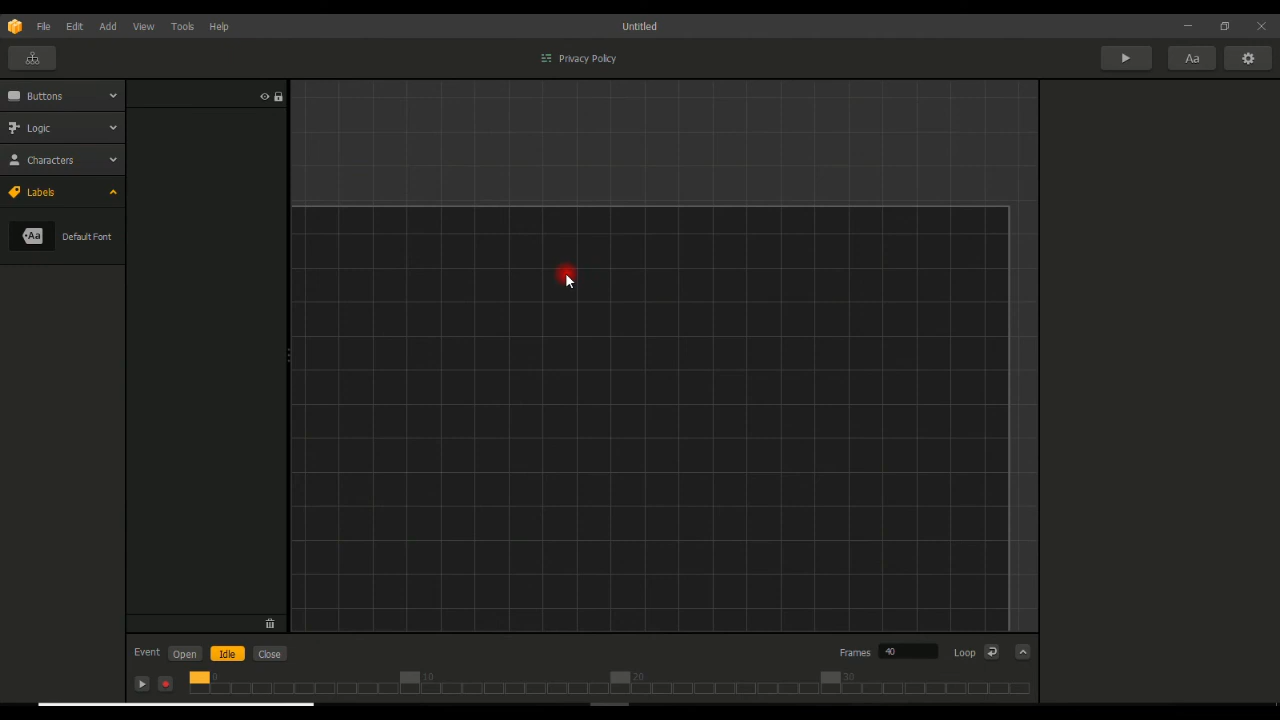 File Edit Add View Tools Help Untitled
Privacy Policy Aa
Buttons
Logic
Characters
Labels
Aa Default Font
Event Open Idle Close Frames 40 Loop
0 10 20 30